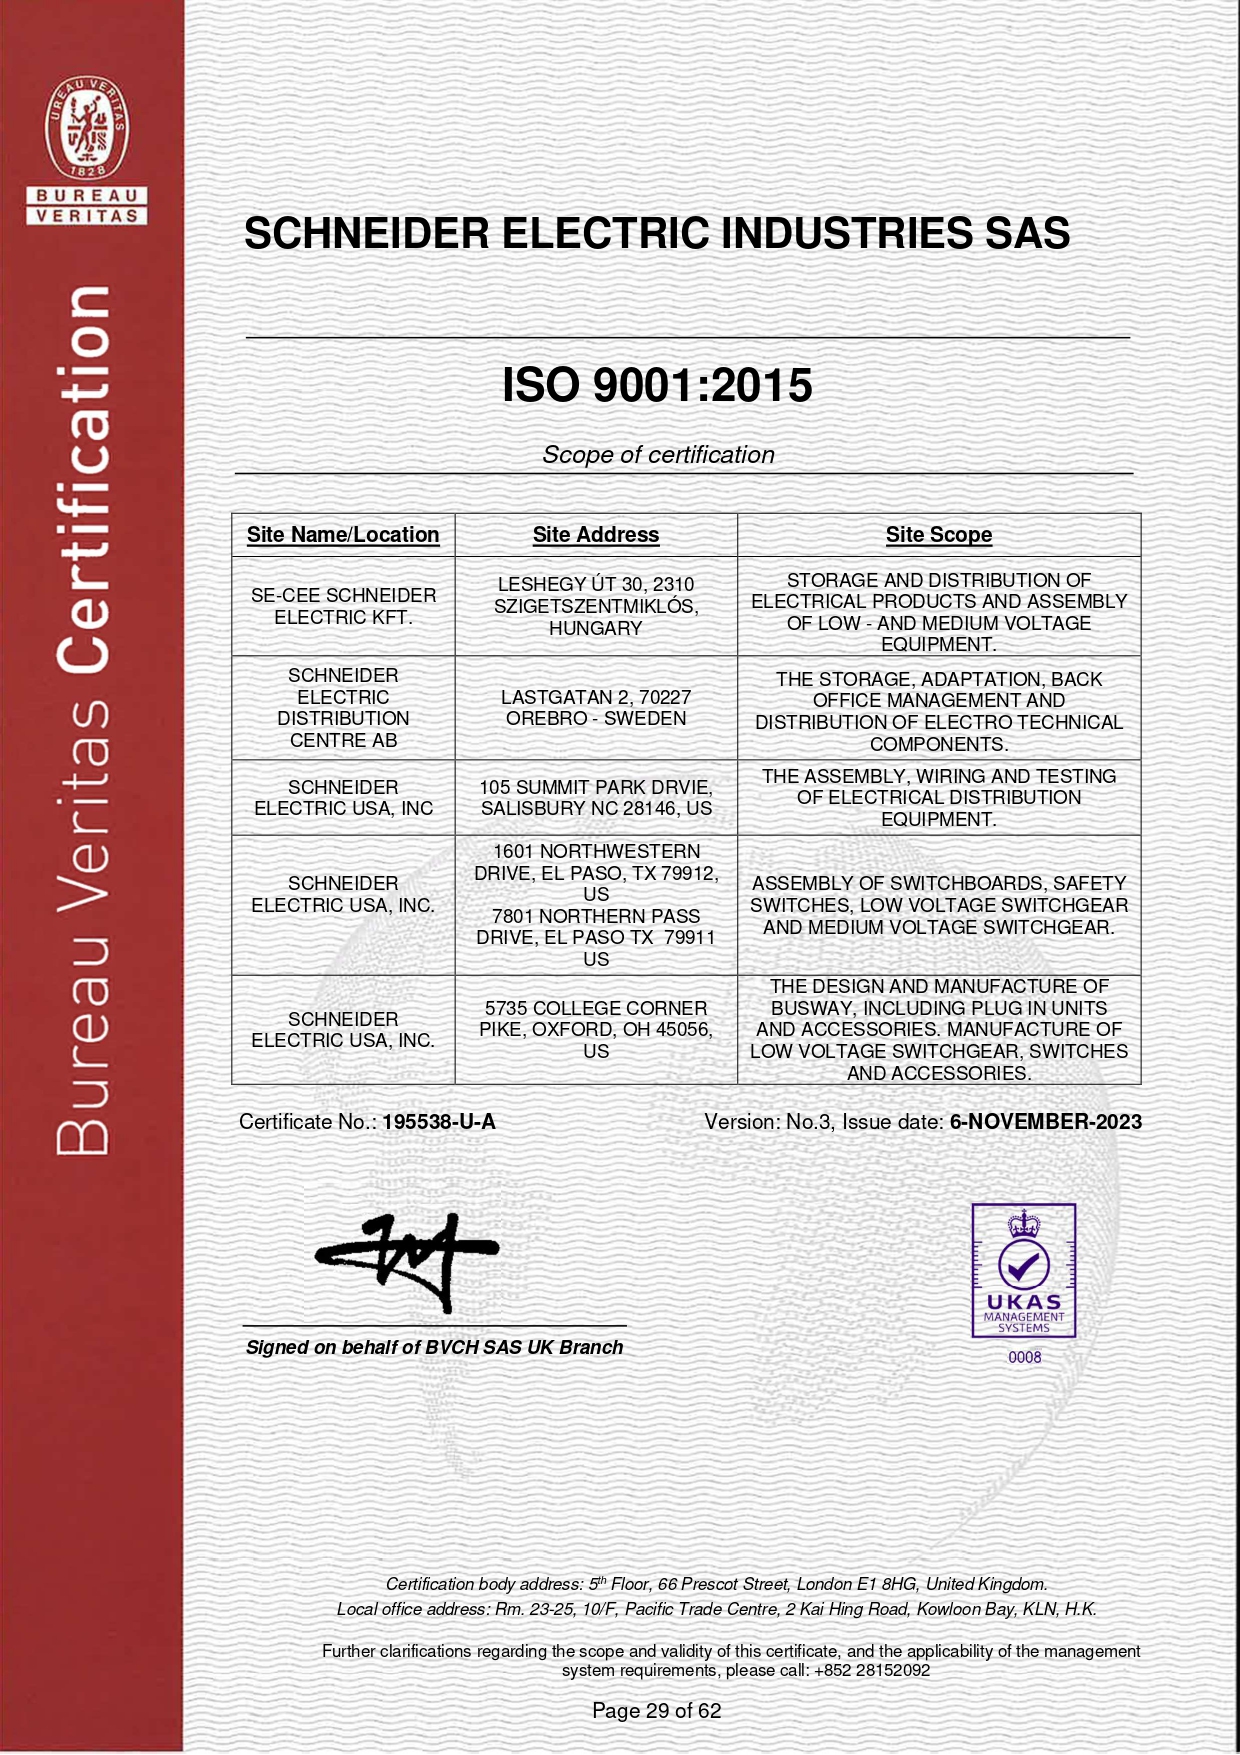 BUREAU VERITAS
1828
BUREAU
VERITAS
Bureau Veritas Certification
SCHNEIDER ELECTRIC INDUSTRIES SAS
ISO 9001:2015
Scope of certification
Site Name/Location
Site Address
Site Scope
SE-CEE SCHNEIDER
ELECTRIC KFT.
LESHEGY ÚT 30, 2310
SZIGETSZENTMIKLÓS,
HUNGARY
STORAGE AND DISTRIBUTION OF
ELECTRICAL PRODUCTS AND ASSEMBLY
OF LOW - AND MEDIUM VOLTAGE
EQUIPMENT.
SCHNEIDER
ELECTRIC
DISTRIBUTION
CENTRE AB
LASTGATAN 2, 70227
OREBRO - SWEDEN
THE STORAGE, ADAPTATION, BACK
OFFICE MANAGEMENT AND
DISTRIBUTION OF ELECTRO TECHNICAL
COMPONENTS.
SCHNEIDER
ELECTRIC USA, INC
105 SUMMIT PARK DRVIE,
SALISBURY NC 28146, US
THE ASSEMBLY, WIRING AND TESTING
OF ELECTRICAL DISTRIBUTION
EQUIPMENT.
SCHNEIDER
ELECTRIC USA, INC.
1601 NORTHWESTERN
DRIVE, EL PASO, TX 79912,
US
7801 NORTHERN PASS
DRIVE, EL PASO TX  79911
US
ASSEMBLY OF SWITCHBOARDS, SAFETY
SWITCHES, LOW VOLTAGE SWITCHGEAR
AND MEDIUM VOLTAGE SWITCHGEAR.
SCHNEIDER
ELECTRIC USA, INC.
5735 COLLEGE CORNER
PIKE, OXFORD, OH 45056,
US
THE DESIGN AND MANUFACTURE OF
BUSWAY, INCLUDING PLUG IN UNITS
AND ACCESSORIES. MANUFACTURE OF
LOW VOLTAGE SWITCHGEAR, SWITCHES
AND ACCESSORIES.
Certificate No.: 195538-U-A
Version: No.3, Issue date: 6-NOVEMBER-2023
Signed on behalf of BVCH SAS UK Branch
UKAS
MANAGEMENT
SYSTEMS
0008
Certification body address: 5th Floor, 66 Prescot Street, London E1 8HG, United Kingdom.
Local office address: Rm. 23-25, 10/F, Pacific Trade Centre, 2 Kai Hing Road, Kowloon Bay, KLN, H.K.
Further clarifications regarding the scope and validity of this certificate, and the applicability of the management
system requirements, please call: +852 28152092
Page 29 of 62